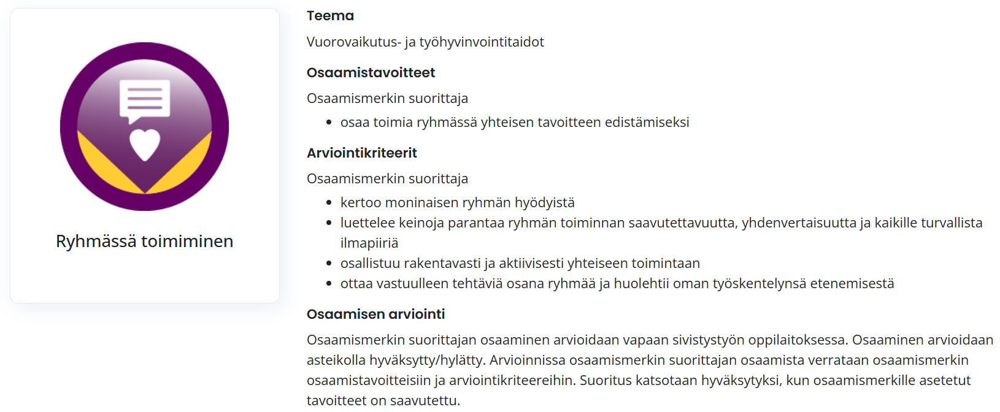 Ryhmässä toimiminen
Teema
Vuorovaikutus- ja työhyvinvointitaidot
Osaamistavoitteet
Osaamismerkin suorittaja
• osaa toimia ryhmässä yhteisen tavoitteen edistämiseksi
Arviointikriteerit
Osaamismerkin suorittaja
• kertoo moninaisen ryhmän hyödyistä
• luettelee keinoja parantaa ryhmän toiminnan saavutettavuutta, yhdenvertaisuutta ja kaikille turvallista
ilmapiiriä
• osallistuu rakentavasti ja aktiivisesti yhteiseen toimintaan
• ottaa vastuulleen tehtäviä osana ryhmää ja huolehtii oman työskentelynsä etenemisestä
Osaamisen arviointi
Osaamismerkin suorittajan osaaminen arvioidaan vapaan sivistystyön oppilaitoksessa. Osaaminen arvioidaan
asteikolla hyväksytty/hylätty. Arvioinnissa osaamismerkin suorittajan osaamista verrataan osaamismerkin
osaamistavoitteisiin ja arviointikriteereihin. Suoritus katsotaan hyväksytyksi, kun osaamismerkille asetetut
tavoitteet on saavutettu.